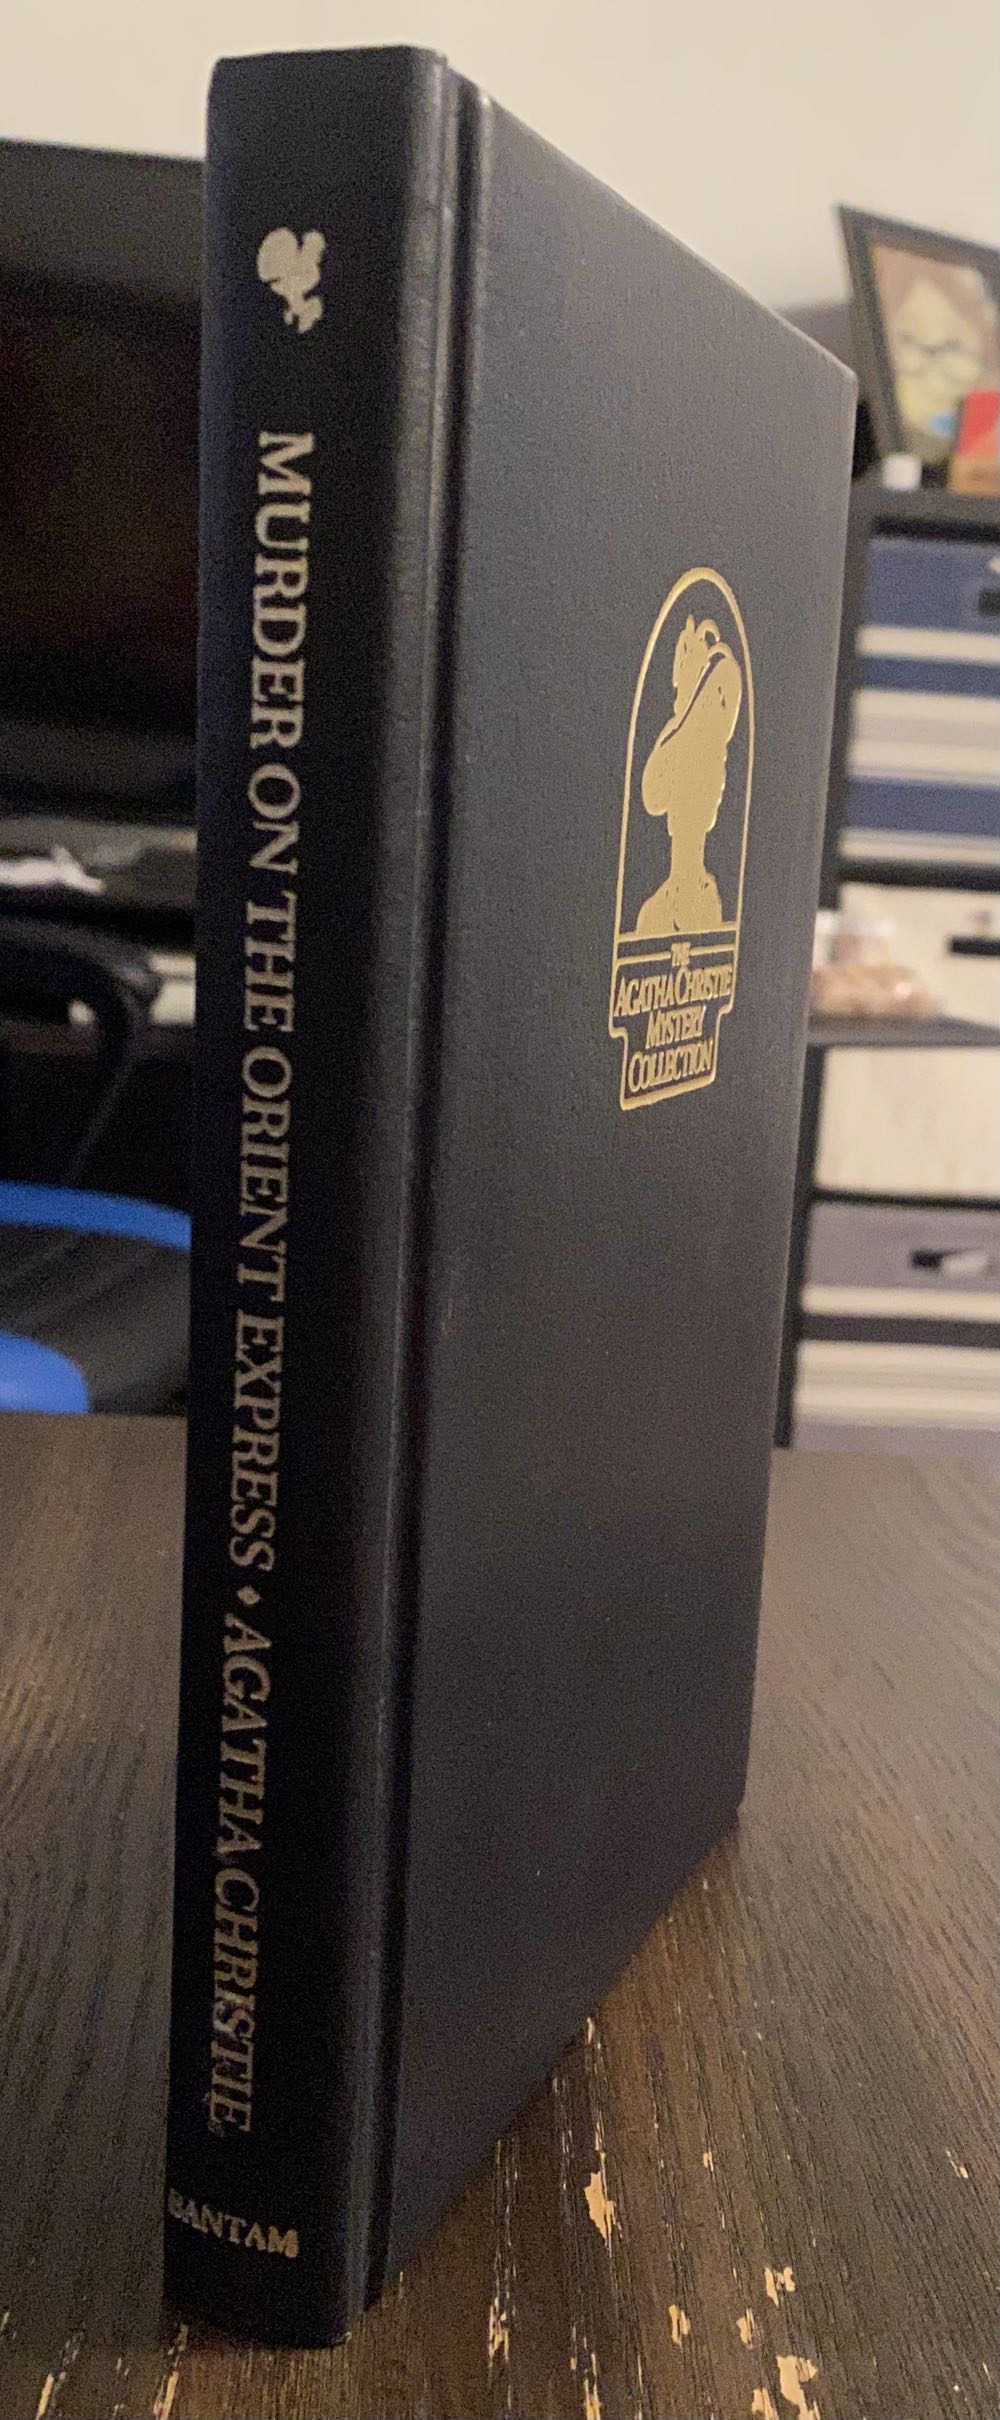 MURDER ON THE ORIENT EXPRESS • AGATHA CHRISTIE
BANTAM
THE
AGATHA CHRISTIE
MYSTERY
COLLECTION